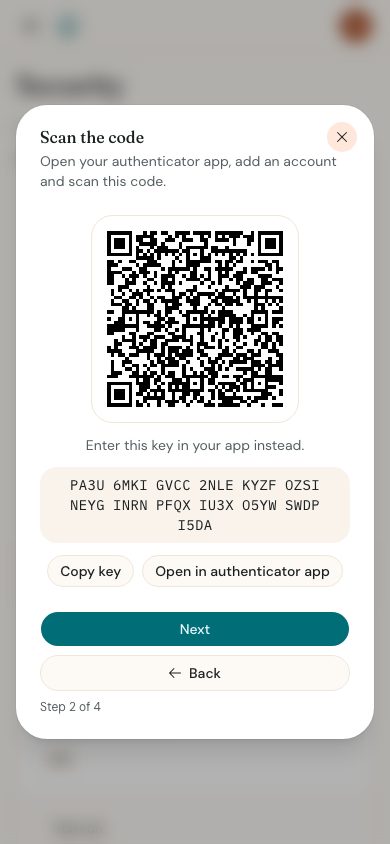 Security
Scan the code
Open your authenticator app, add an account
and scan this code.
Enter this key in your app instead.
PA3U 6MKI GVCC 2NLE KYZF OZSI
NEYG INRN PFQX IU3X O5YW SWDP
I5DA
Copy key
Open in authenticator app
Next
← Back
Step 2 of 4